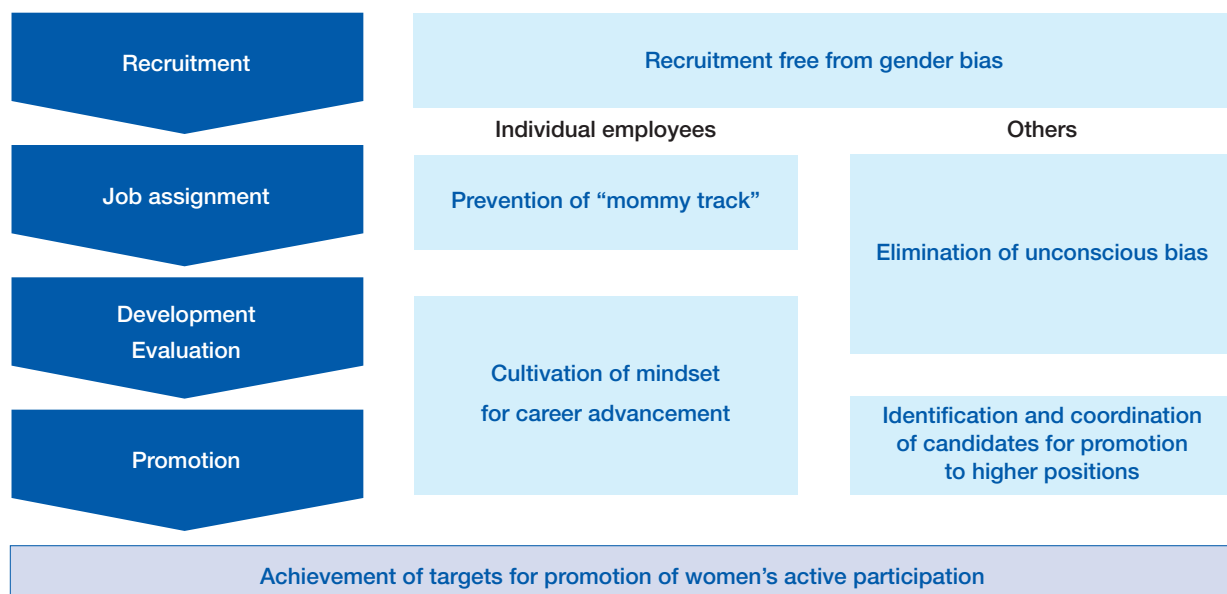 Recruitment
Recruitment free from gender bias
Individual employees
Others
Job assignment
Prevention of “mommy track”
Elimination of unconscious bias
Development
Evaluation
Cultivation of mindset
for career advancement
Promotion
Identification and coordination
of candidates for promotion
to higher positions
Achievement of targets for promotion of women’s active participation